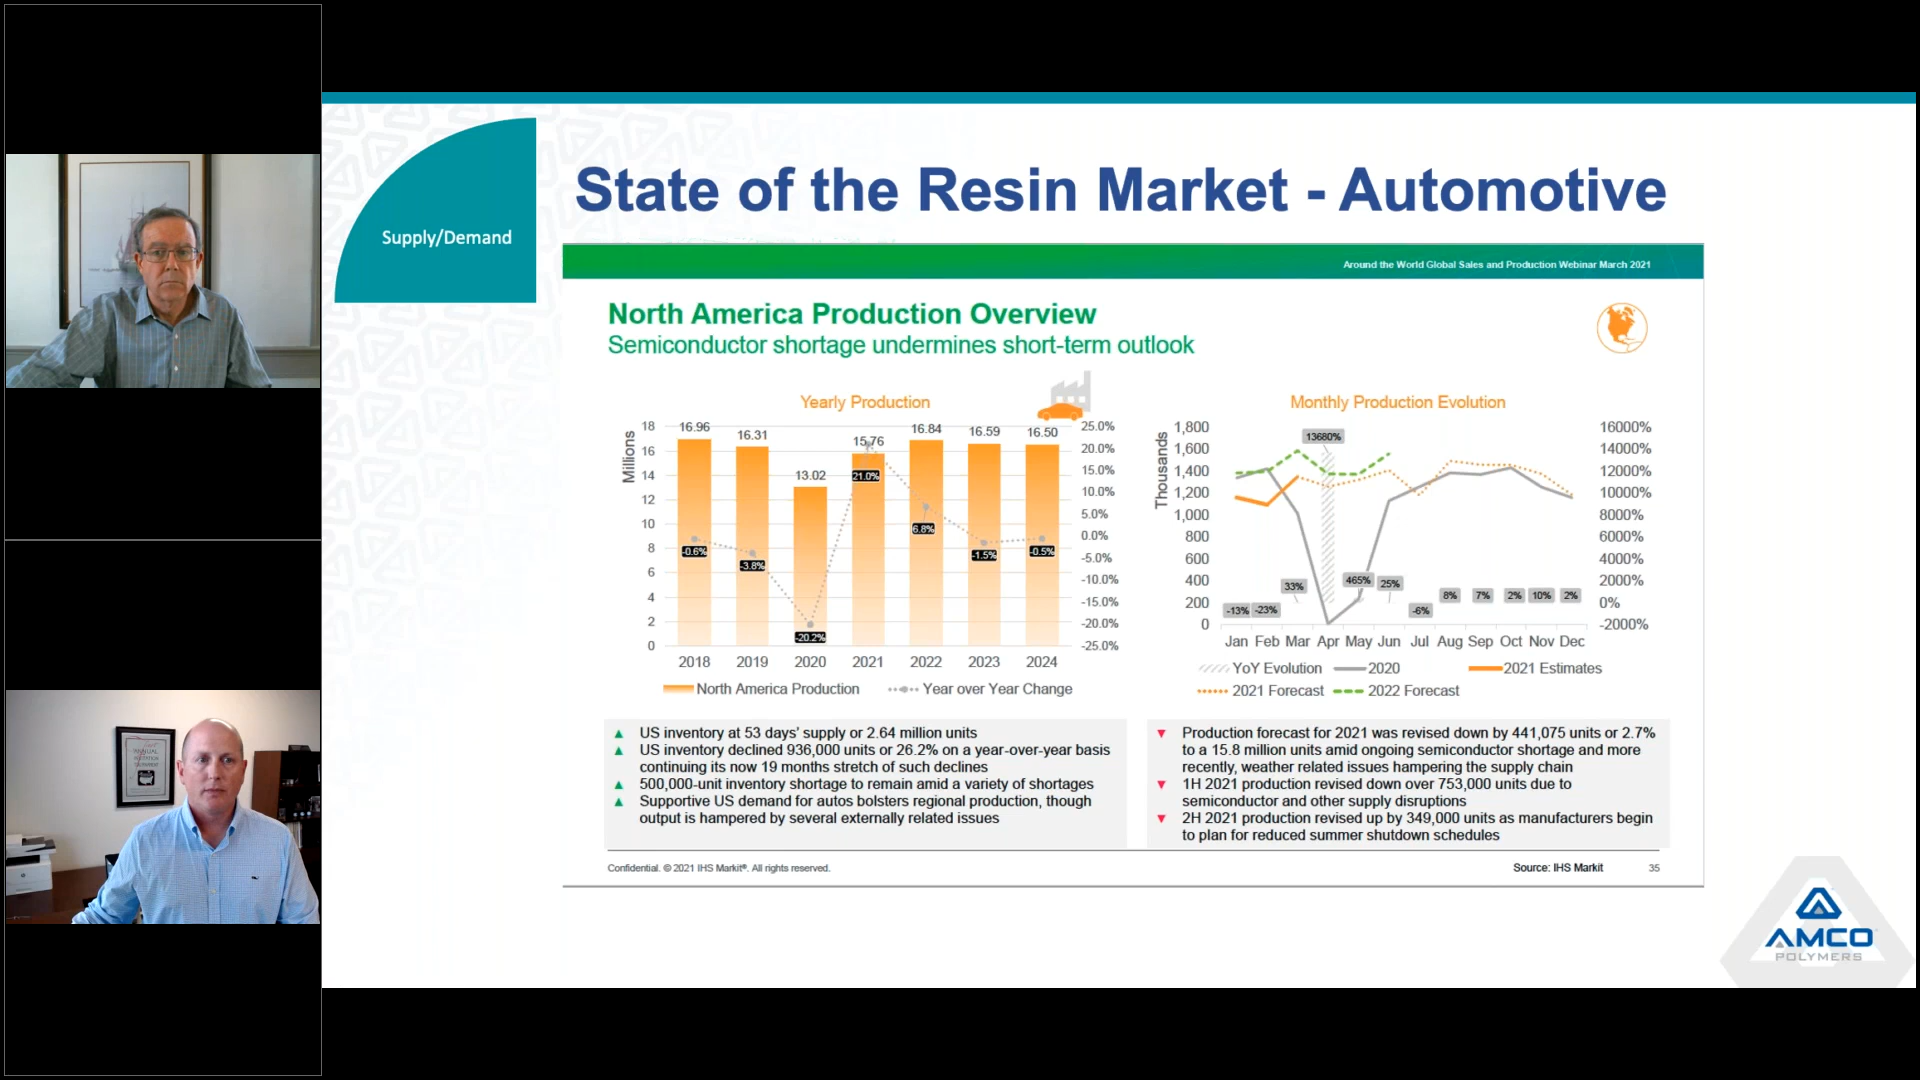 Supply/Demand
State of the Resin Market - Automotive
Around the World Global Sales and Production Webinar March 2021
North America Production Overview
Semiconductor shortage undermines short-term outlook
Yearly Production
Millions
18
16
14
12
10
8
6
4
2
0
16.96
16.31
13.02
15.76
16.84
16.59
16.50
-0.6%
-3.8%
-20.2%
21.0%
6.8%
-1.5%
-0.5%
25.0%
20.0%
15.0%
10.0%
5.0%
0.0%
-5.0%
-10.0%
-15.0%
-20.0%
-25.0%
2018 2019 2020 2021 2022 2023 2024
North America Production Year over Year Change
Monthly Production Evolution
Thousands
1,800
1,600
1,400
1,200
1,000
800
600
400
200
0
13680%
-13% -23% 33% 465% 25% -6% 8% 7% 2% 10% 2%
16000%
14000%
12000%
10000%
8000%
6000%
4000%
2000%
0%
-2000%
Jan Feb Mar Apr May Jun Jul Aug Sep Oct Nov Dec
YoY Evolution 2020 2021 Estimates
2021 Forecast 2022 Forecast
US inventory at 53 days' supply or 2.64 million units
US inventory declined 936,000 units or 26.2% on a year-over-year basis
continuing its now 19 months stretch of such declines
500,000-unit inventory shortage to remain amid a variety of shortages
Supportive US demand for autos bolsters regional production, though
output is hampered by several externally related issues
Production forecast for 2021 was revised down by 441,075 units or 2.7%
to a 15.8 million units amid ongoing semiconductor shortage and more
recently, weather related issues hampering the supply chain
1H 2021 production revised down over 753,000 units due to
semiconductor and other supply disruptions
2H 2021 production revised up by 349,000 units as manufacturers begin
to plan for reduced summer shutdown schedules
Confidential. © 2021 IHS Markit®. All rights reserved.
Source: IHS Markit
35
AMCO
POLYMERS